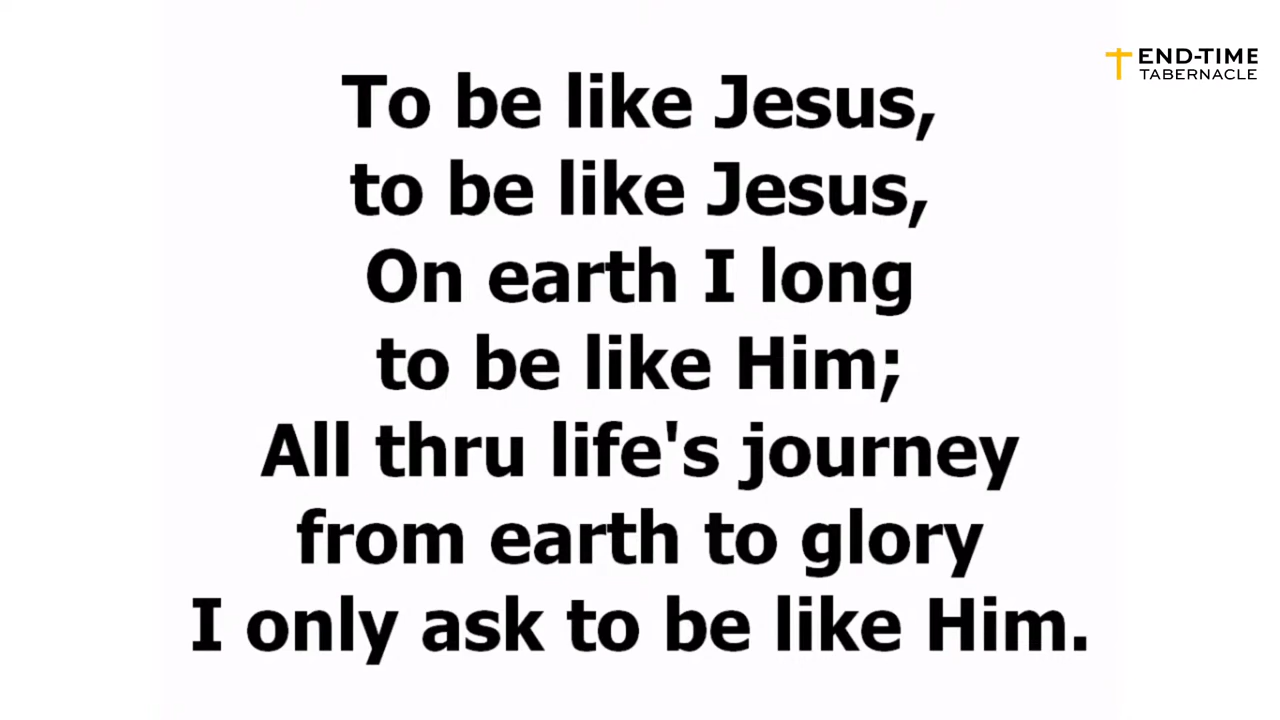 END-TIME
TABERNACLE
To be like Jesus,
to be like Jesus,
On earth I long
to be like Him;
All thru life's journey
from earth to glory
I only ask to be like Him.